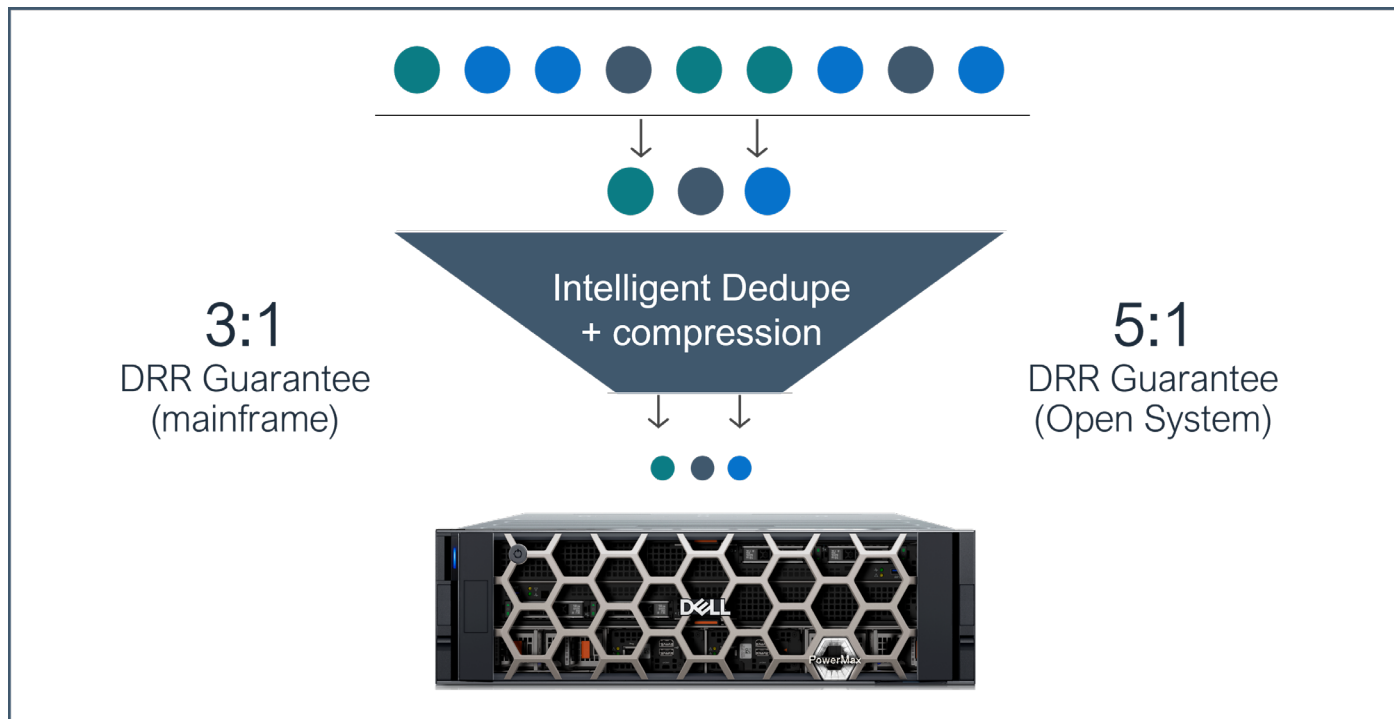 Intelligent Dedupe
+ compression
3:1
DRR Guarantee
(mainframe)
5:1
DRR Guarantee
(Open System)
DELL
PowerMax